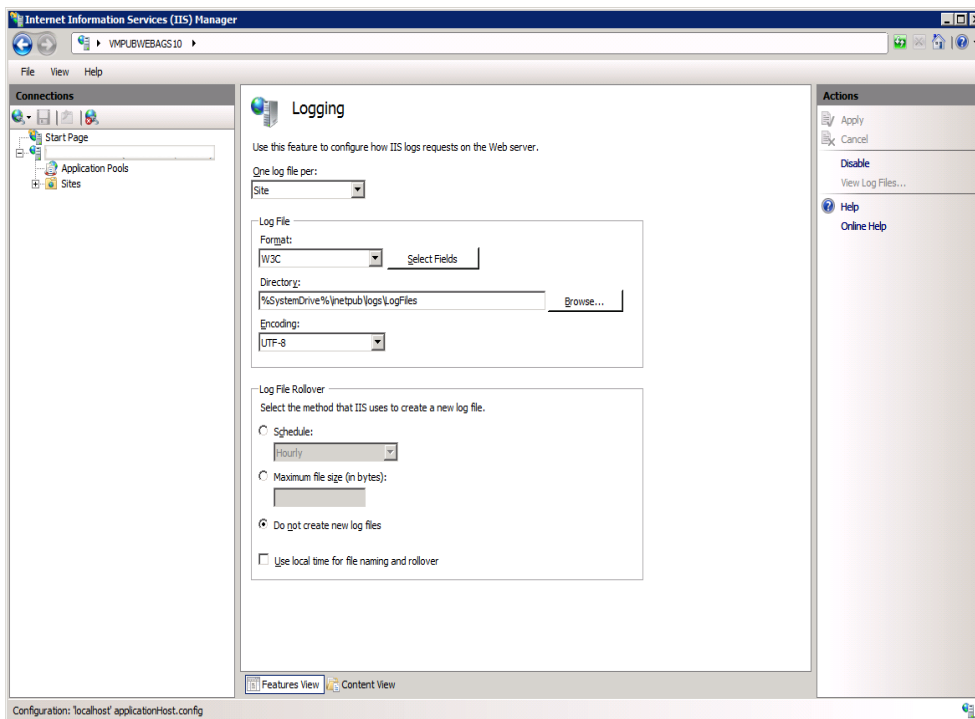 Internet Information Services (IIS) Manager
VMPUBWEBAGS10
File View Help
Connections
Start Page
Application Pools
Sites
Logging
Use this feature to configure how IIS logs requests on the Web server.
One log file per:
Site
Log File
Format:
W3C
Select Fields
Directory:
%SystemDrive%\inetpub\logs\LogFiles
Browse...
Encoding:
UTF-8
Log File Rollover
Select the method that IIS uses to create a new log file.
Schedule:
Hourly
Maximum file size (in bytes):
Do not create new log files
Use local time for file naming and rollover
Features View Content View
Actions
Apply
Cancel
Disable
View Log Files...
Help
Online Help
Configuration: 'localhost' applicationHost.config